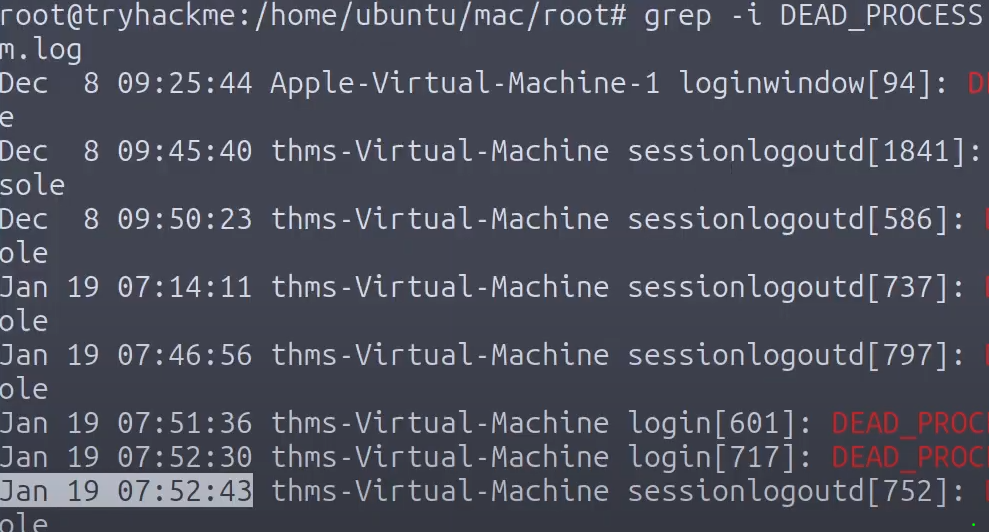 root@tryhackme:/home/ubuntu/mac/root# grep -i DEAD_PROCESS
m.log
Dec  8 09:25:44 Apple-Virtual-Machine-1 loginwindow[94]:
e
Dec  8 09:45:40 thms-Virtual-Machine sessionlogoutd[1841]:
sole
Dec  8 09:50:23 thms-Virtual-Machine sessionlogoutd[586]:
ole
Jan 19 07:14:11 thms-Virtual-Machine sessionlogoutd[737]:
ole
Jan 19 07:46:56 thms-Virtual-Machine sessionlogoutd[797]:
ole
Jan 19 07:51:36 thms-Virtual-Machine login[601]: DEAD_PROC
Jan 19 07:52:30 thms-Virtual-Machine login[717]: DEAD_PROC
Jan 19 07:52:43 thms-Virtual-Machine sessionlogoutd[752]:
ole